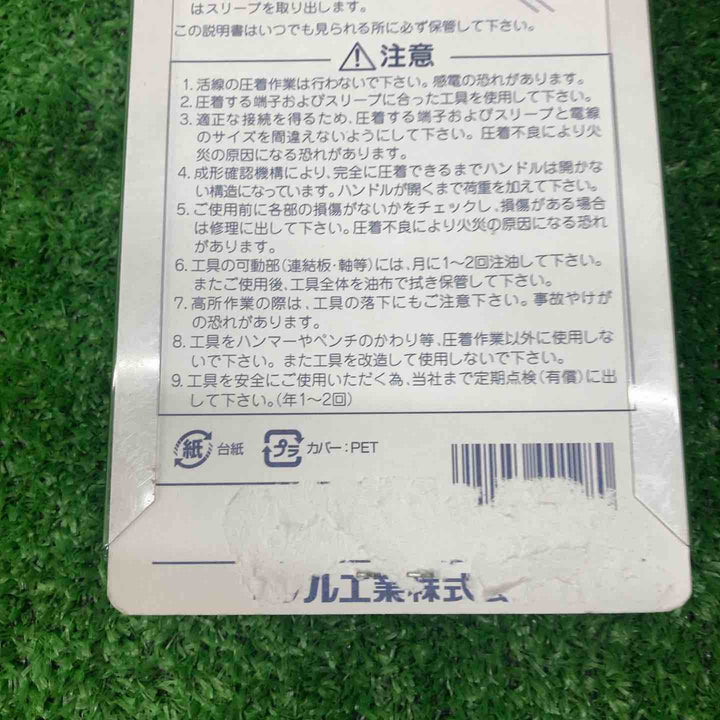 はスリーブを取り出します。
この説明書はいつでも見られる所に必ず保管して下さい。
注意
1. 活線の圧着作業は行わないで下さい。感電の恐れがあります。
2. 圧着する端子およびスリーブに合った工具を使用して下さい。
3. 適正な接続を得るため、圧着する端子およびスリーブと電線
のサイズを間違えないようにして下さい。圧着不良により火
災の原因になる恐れがあります。
4. 成形確認機構により、完全に圧着できるまでハンドルは開かな
い構造になっています。ハンドルが開くまで荷重を加えて下さい。
5. ご使用前に各部の損傷がないかをチェックし、損傷がある場合
は修理に出して下さい。圧着不良により火災の原因になる恐れ
があります。
6. 工具の可動部(連結板・軸等)には、月に1〜2回注油して下さい。
またご使用後、工具全体を油布で拭き保管して下さい。
7. 高所作業の際は、工具の落下にもご注意下さい。事故やけが
の恐れがあります。
8. 工具をハンマーやペンチのかわり等、圧着作業以外に使用しな
いで下さい。また工具を改造して使用しないで下さい。
9. 工具を安全にご使用いただく為、当社まで定期点検(有償)に出
して下さい。(年1〜2回)
紙 台紙 プラ カバー:PET
ル工業株式